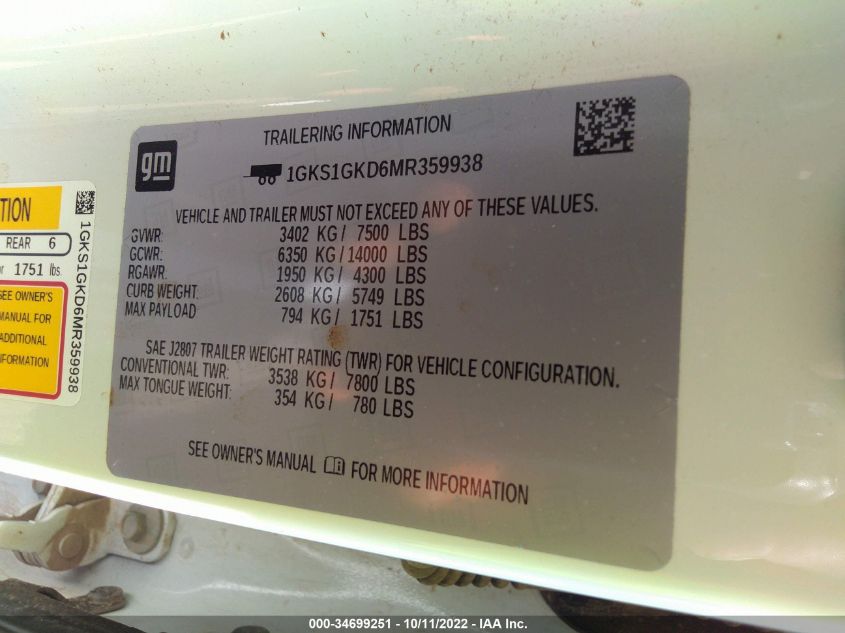 TRAILERING INFORMATION
gm
1GKS1GKD6MR359938
VEHICLE AND TRAILER MUST NOT EXCEED ANY OF THESE VALUES.
GVWR: 3402 KG / 7500 LBS
GCWR: 6350 KG / 14000 LBS
RGAWR: 1950 KG / 4300 LBS
CURB WEIGHT: 2608 KG / 5749 LBS
MAX PAYLOAD 794 KG / 1751 LBS
SAE J2807 TRAILER WEIGHT RATING (TWR) FOR VEHICLE CONFIGURATION.
CONVENTIONAL TWR: 3538 KG / 7800 LBS
MAX TONGUE WEIGHT: 354 KG / 780 LBS
SEE OWNER'S MANUAL FOR MORE INFORMATION
TION
REAR 6
or 1751 lbs.
SEE OWNER'S
MANUAL FOR
ADDITIONAL
INFORMATION
1GKS1GKD6MR359938
000-34699251 - 10/11/2022 - IAA Inc.